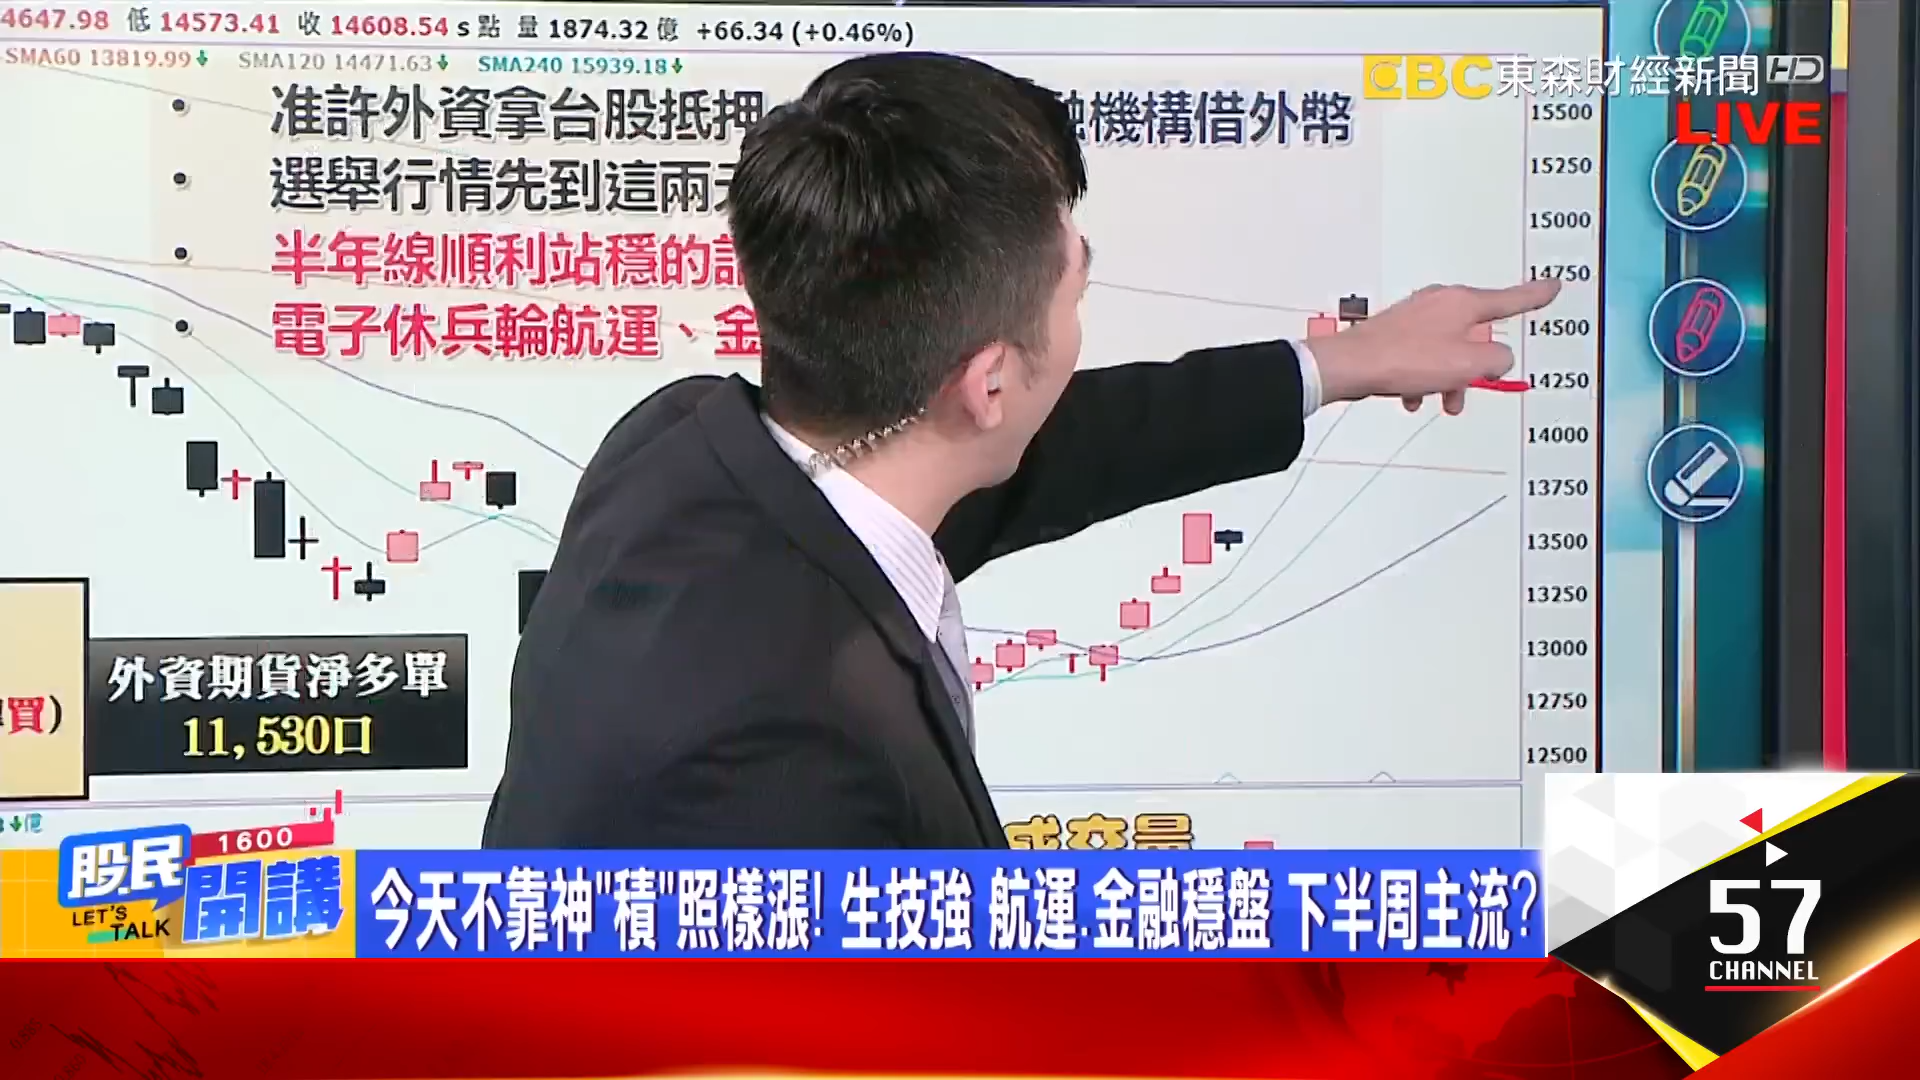 4647.98 低 14573.41 收 14608.54 s 點 量 1874.32 億 +66.34 (+0.46%)
SMA60 13819.99↓ SMA120 14471.63↓ SMA240 15939.18↓
EBC 東森財經新聞 HD
LIVE
• 准許外資拿台股抵押 融機構借外幣
• 選舉行情先到這兩天
• 半年線順利站穩的
• 電子休兵輪航運、金
15500
15250
15000
14750
14500
14250
14000
13750
13500
13250
13000
12750
12500
買)
外資期貨淨多單
11,530口
↓億
成交量
股民 1600
開講
LET'S TALK
今天不靠神"積"照樣漲! 生技強 航運.金融穩盤 下半周主流?
57
CHANNEL